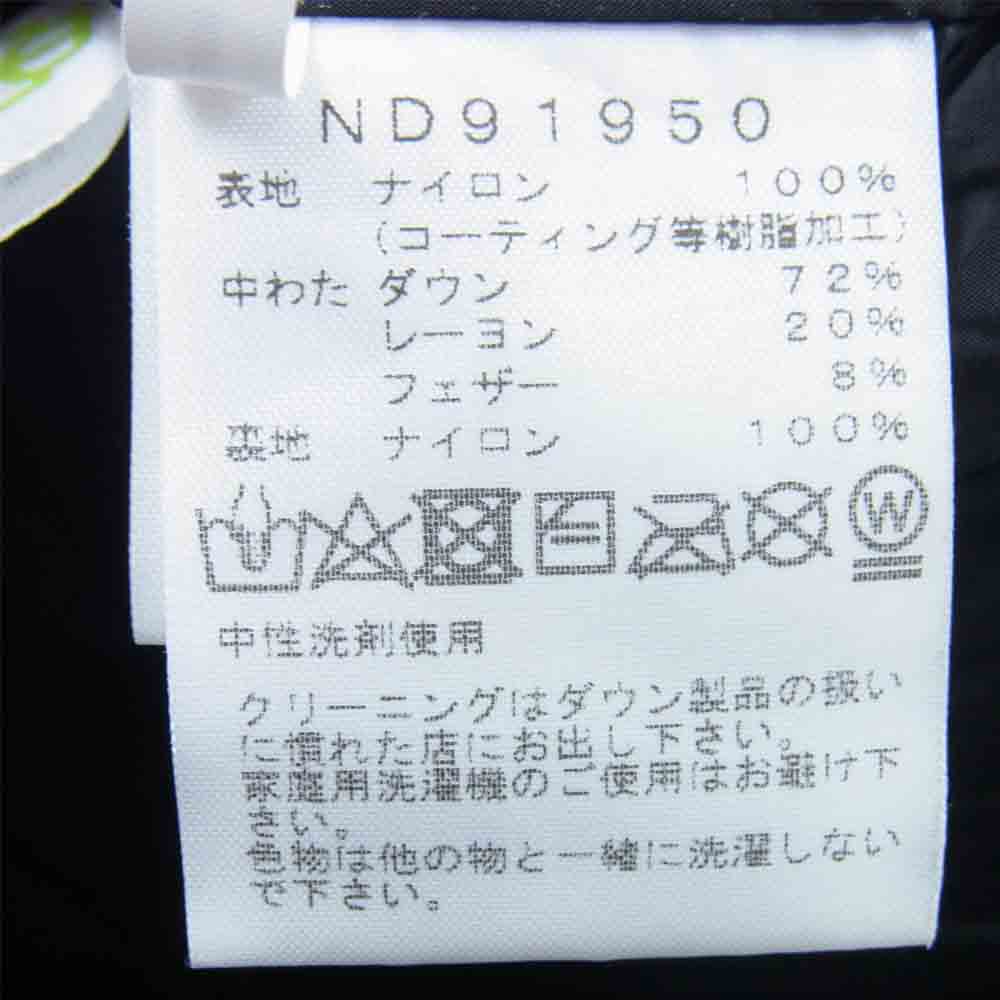 ND91950
表地 ナイロン 100%
(コーティング等樹脂加工)
中わた ダウン 72%
レーヨン 20%
フェザー 8%
裏地 ナイロン 100%
W
中性洗剤使用
クリーニングはダウン製品の扱い
に慣れた店にお出し下さい。
家庭用洗濯機のご使用はお避け下
さい。
色物は他の物と一緒に洗濯しない
で下さい。